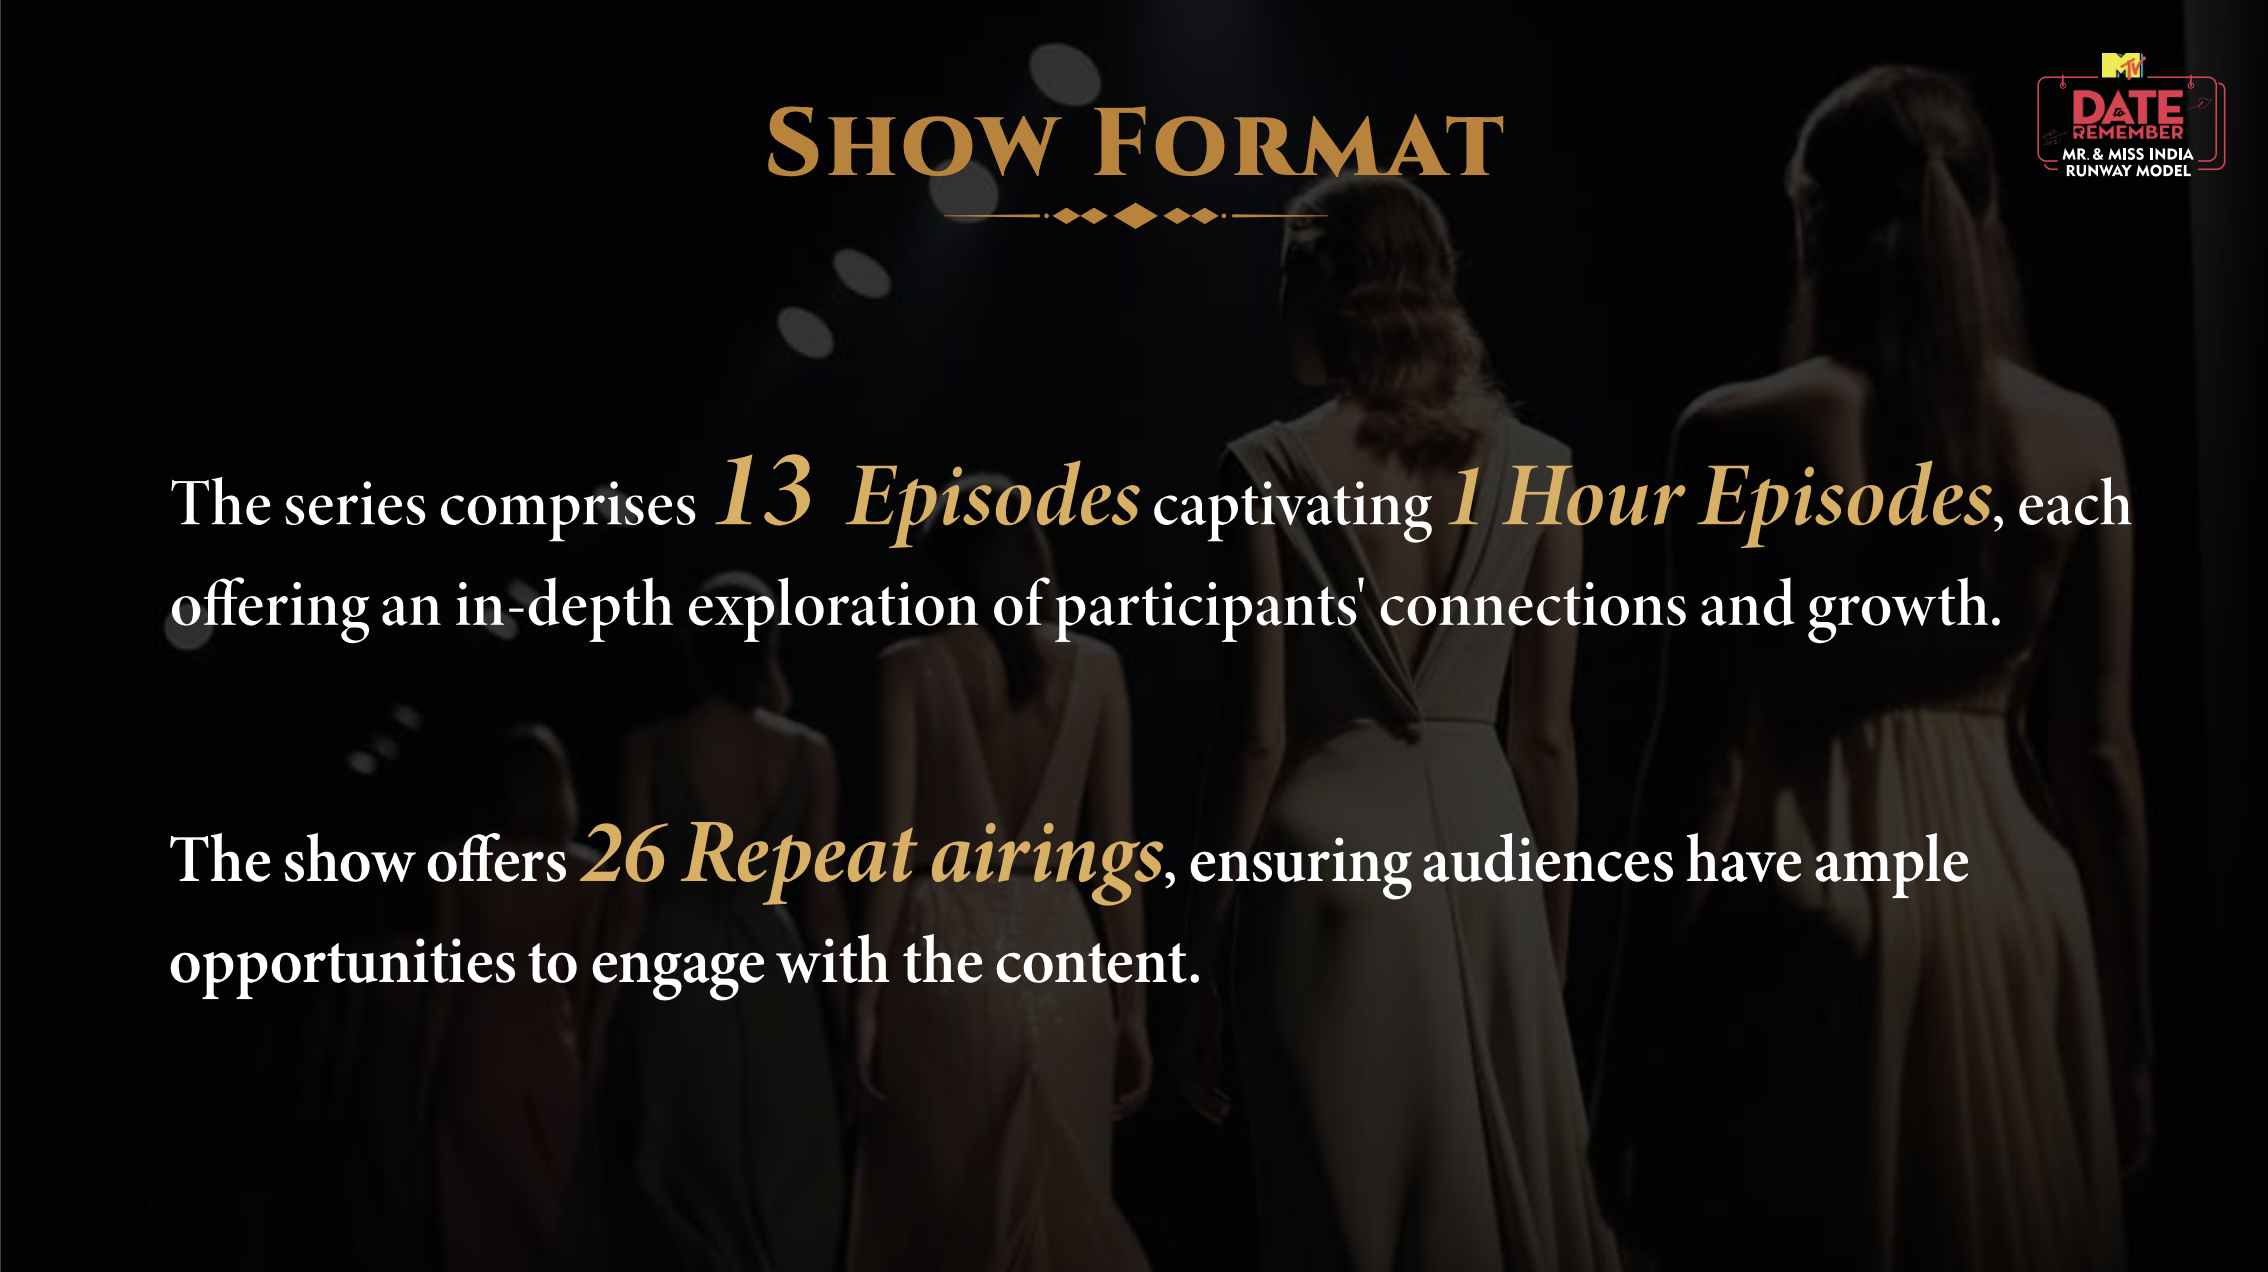 SHOW FORMAT
MTV
DATE
to
REMEMBER
MR. & MISS INDIA
RUNWAY MODEL
The series comprises 13 Episodes captivating 1 Hour Episodes, each
offering an in-depth exploration of participants' connections and growth.
The show offers 26 Repeat airings, ensuring audiences have ample
opportunities to engage with the content.